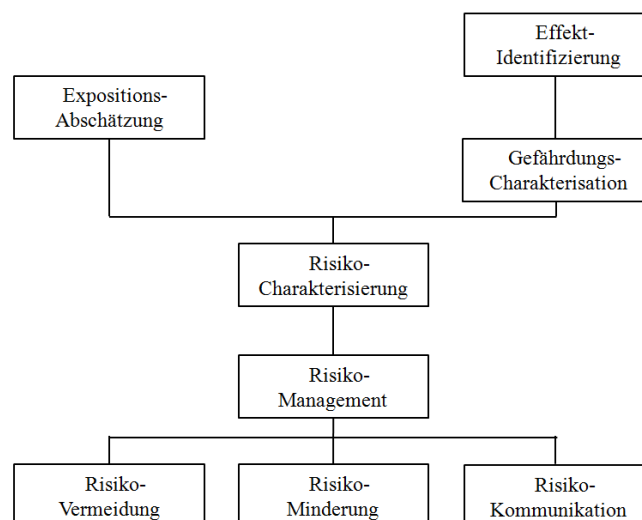 Effekt-
Identifizierung
Expositions-
Abschätzung
Gefährdungs-
Charakterisation
Risiko-
Charakterisierung
Risiko-
Management
Risiko-
Vermeidung
Risiko-
Minderung
Risiko-
Kommunikation